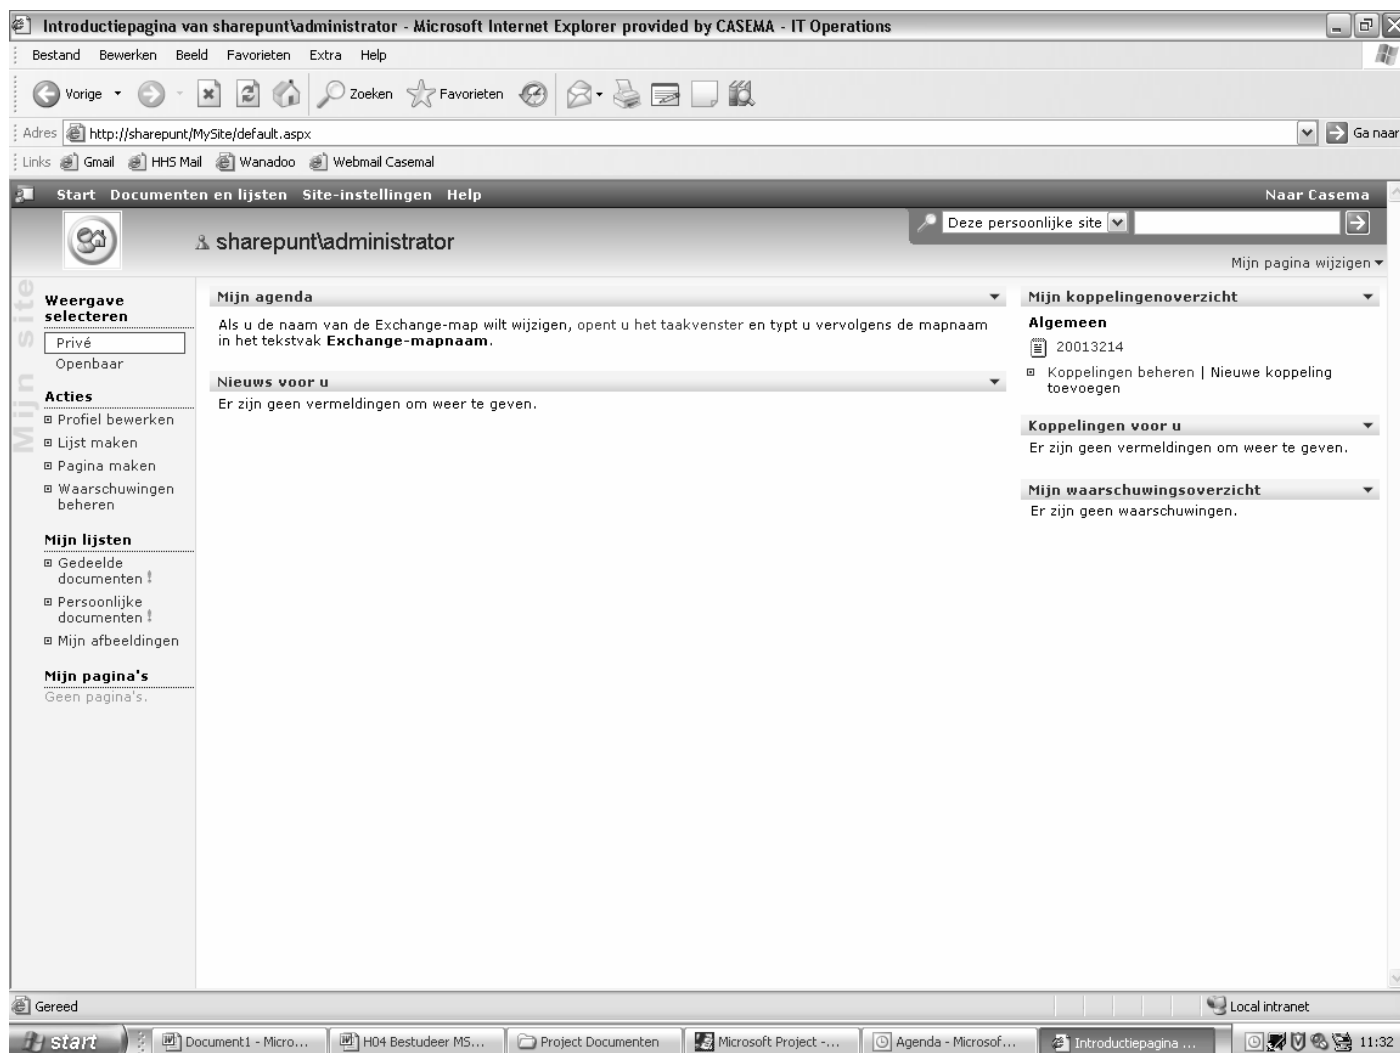 Introductiepagina van sharepunt\administrator - Microsoft Internet Explorer provided by CASEMA - IT Operations
Bestand Bewerken Beeld Favorieten Extra Help
Vorige Zoeken Favorieten
Adres http://sharepunt/MySite/default.aspx Ga naar
Links Gmail HHS Mail Wanadoo Webmail Casemal
Start Documenten en lijsten Site-instellingen Help Naar Casema
sharepunt\administrator
Deze persoonlijke site
Mijn pagina wijzigen
Mijn site
Weergave
selecteren
Privé
Openbaar
Acties
Profiel bewerken
Lijst maken
Pagina maken
Waarschuwingen
beheren
Mijn lijsten
Gedeelde
documenten !
Persoonlijke
documenten !
Mijn afbeeldingen
Mijn pagina's
Geen pagina's.
Mijn agenda
Als u de naam van de Exchange-map wilt wijzigen, opent u het taakvenster en typt u vervolgens de mapnaam
in het tekstvak Exchange-mapnaam.
Nieuws voor u
Er zijn geen vermeldingen om weer te geven.
Mijn koppelingenoverzicht
Algemeen
20013214
Koppelingen beheren | Nieuwe koppeling
toevoegen
Koppelingen voor u
Er zijn geen vermeldingen om weer te geven.
Mijn waarschuwingsoverzicht
Er zijn geen waarschuwingen.
Gereed Local intranet
start Document1 - Micro... H04 Bestudeer MS... Project Documenten Microsoft Project -... Agenda - Microsof... Introductiepagina ... 11:32